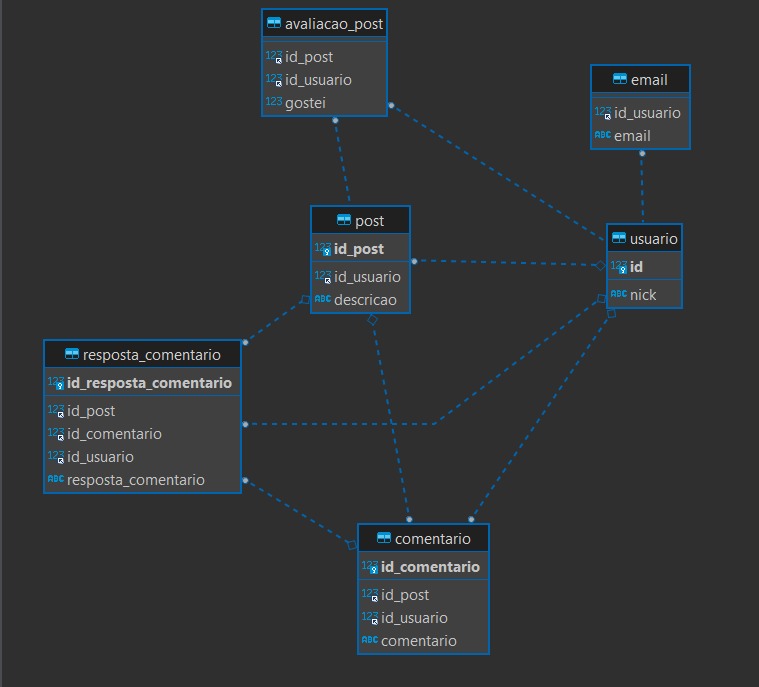 avaliacao_post
123 id_post
123 id_usuario
123 gostei
email
123 id_usuario
ABC email
post
123 id_post
123 id_usuario
ABC descricao
usuario
123 id
ABC nick
resposta_comentario
123 id_resposta_comentario
123 id_post
123 id_comentario
123 id_usuario
ABC resposta_comentario
comentario
123 id_comentario
123 id_post
123 id_usuario
ABC comentario